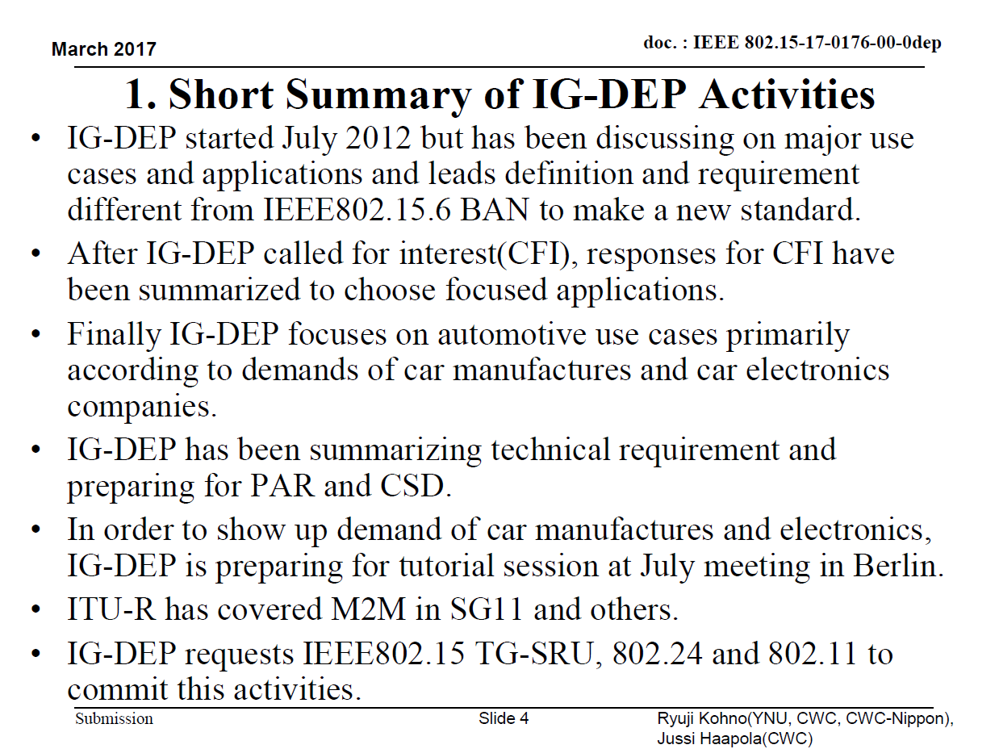 March 2017
doc. : IEEE 802.15-17-0176-00-0dep
1. Short Summary of IG-DEP Activities
• IG-DEP started July 2012 but has been discussing on major use
cases and applications and leads definition and requirement
different from IEEE802.15.6 BAN to make a new standard.
• After IG-DEP called for interest(CFI), responses for CFI have
been summarized to choose focused applications.
• Finally IG-DEP focuses on automotive use cases primarily
according to demands of car manufactures and car electronics
companies.
• IG-DEP has been summarizing technical requirement and
preparing for PAR and CSD.
• In order to show up demand of car manufactures and electronics,
IG-DEP is preparing for tutorial session at July meeting in Berlin.
• ITU-R has covered M2M in SG11 and others.
• IG-DEP requests IEEE802.15 TG-SRU, 802.24 and 802.11 to
commit this activities.
Submission
Slide 4
Ryuji Kohno(YNU, CWC, CWC-Nippon),
Jussi Haapola(CWC)